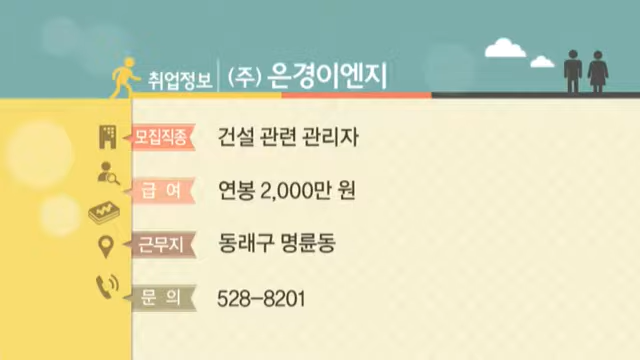 취업정보 (주) 은경이엔지
모집직종 건설 관련 관리자
급 여 연봉 2,000만 원
근무지 동래구 명륜동
문 의 528-8201